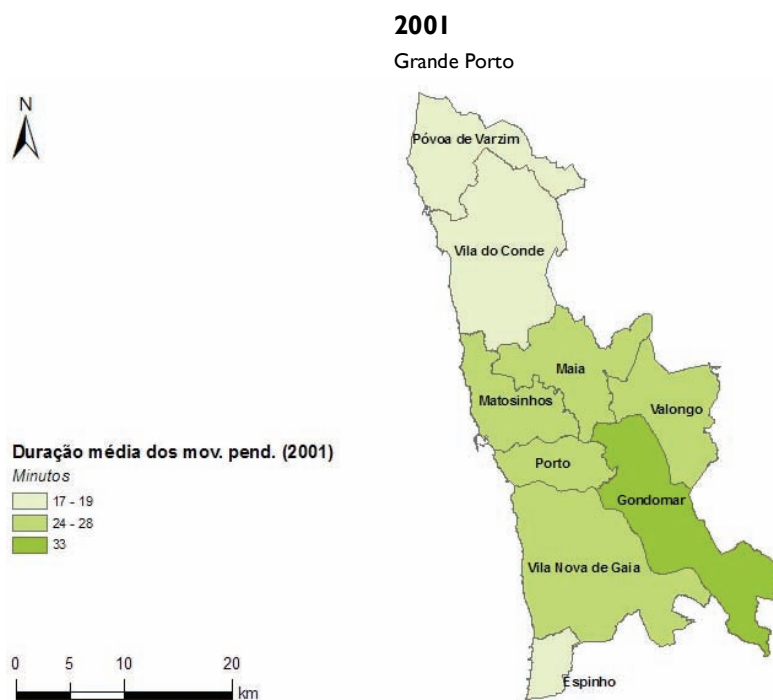 2001
Grande Porto
N
Póvoa de Varzim
Vila do Conde
Maia
Matosinhos
Valongo
Porto
Gondomar
Vila Nova de Gaia
Espinho
Duração média dos mov. pend. (2001)
Minutos
17 - 19
24 - 28
33
0 5 10 20
km